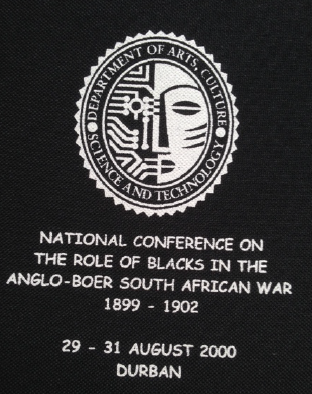 DEPARTMENT OF ARTS, CULTURE
SCIENCE AND TECHNOLOGY
NATIONAL CONFERENCE ON
THE ROLE OF BLACKS IN THE
ANGLO-BOER SOUTH AFRICAN WAR
1899 - 1902
29 - 31 AUGUST 2000
DURBAN